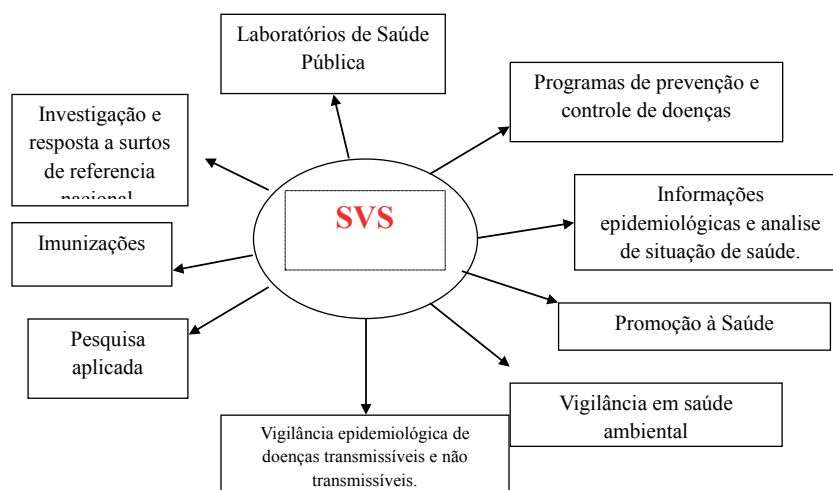 Laboratórios de Saúde
Pública
Programas de prevenção e
controle de doenças
Investigação e
resposta a surtos
de referencia
nacional
SVS
Informações
epidemiológicas e analise
de situação de saúde.
Imunizações
Promoção à Saúde
Pesquisa
aplicada
Vigilância em saúde
ambiental
Vigilância epidemiológica de
doenças transmissíveis e não
transmissíveis.